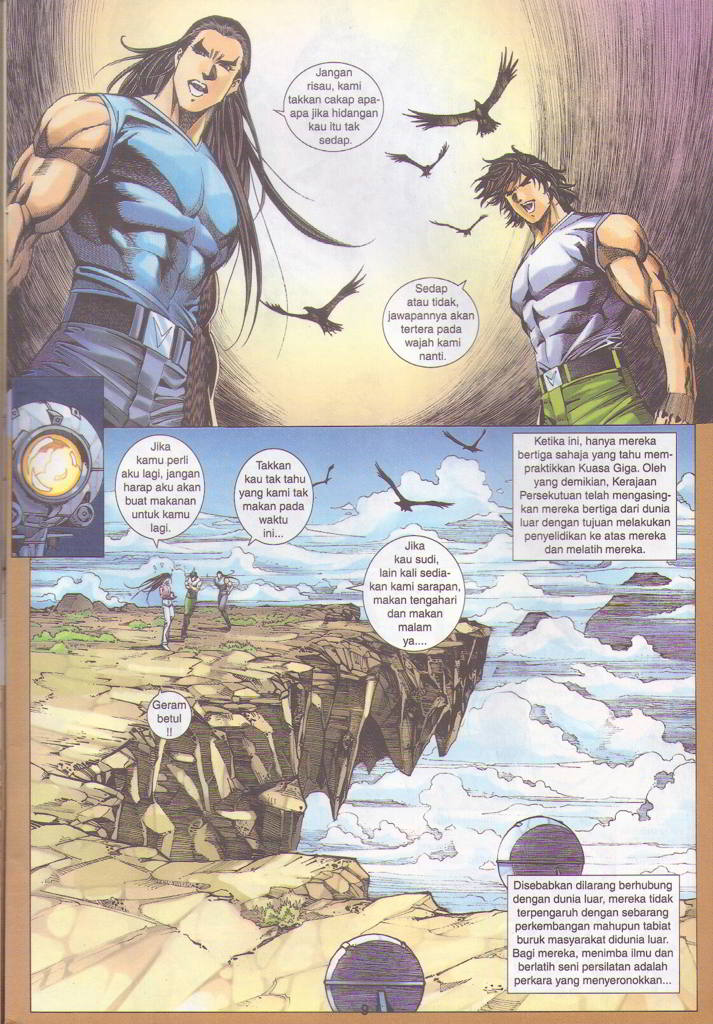 Jangan
risau, kami
takkan cakap apa-
apa jika hidangan
kau itu tak
sedap.
Sedap
atau tidak,
jawapannya akan
tertera pada
wajah kami
nanti.
Jika
kamu perli
aku lagi, jangan
harap aku akan
buat makanan
untuk kamu
lagi.
Takkan
kau tak tahu
yang kami tak
makan pada
waktu
ini...
Ketika ini, hanya mereka
bertiga sahaja yang tahu mem-
praktikkan Kuasa Giga. Oleh
yang demikian, Kerajaan
Persekutuan telah mengasing-
kan mereka bertiga dari dunia
luar dengan tujuan melakukan
penyelidikan ke atas mereka
dan melatih mereka.
Jika
kau sudi,
lain kali sedia-
kan kami sarapan,
makan tengahari
dan makan
malam
ya....
Geram
betul
!!
Disebabkan dilarang berhubung
dengan dunia luar, mereka tidak
terpengaruh dengan sebarang
perkembangan mahupun tabiat
buruk masyarakat didunia luar.
Bagi mereka, menimba ilmu dan
berlatih seni persilatan adalah
perkara yang menyeronokkan...
9